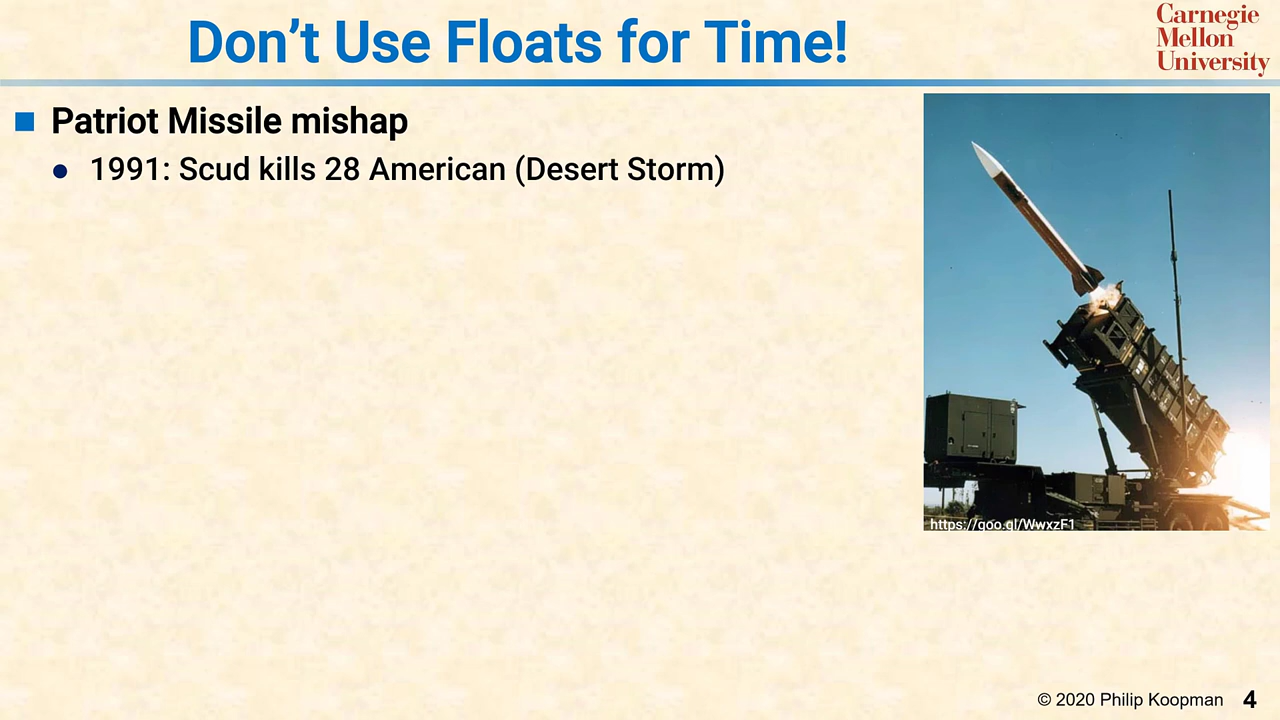 Don’t Use Floats for Time!
Carnegie
Mellon
University
Patriot Missile mishap
1991: Scud kills 28 American (Desert Storm)
https://goo.gl/WwxzF1
© 2020 Philip Koopman 4